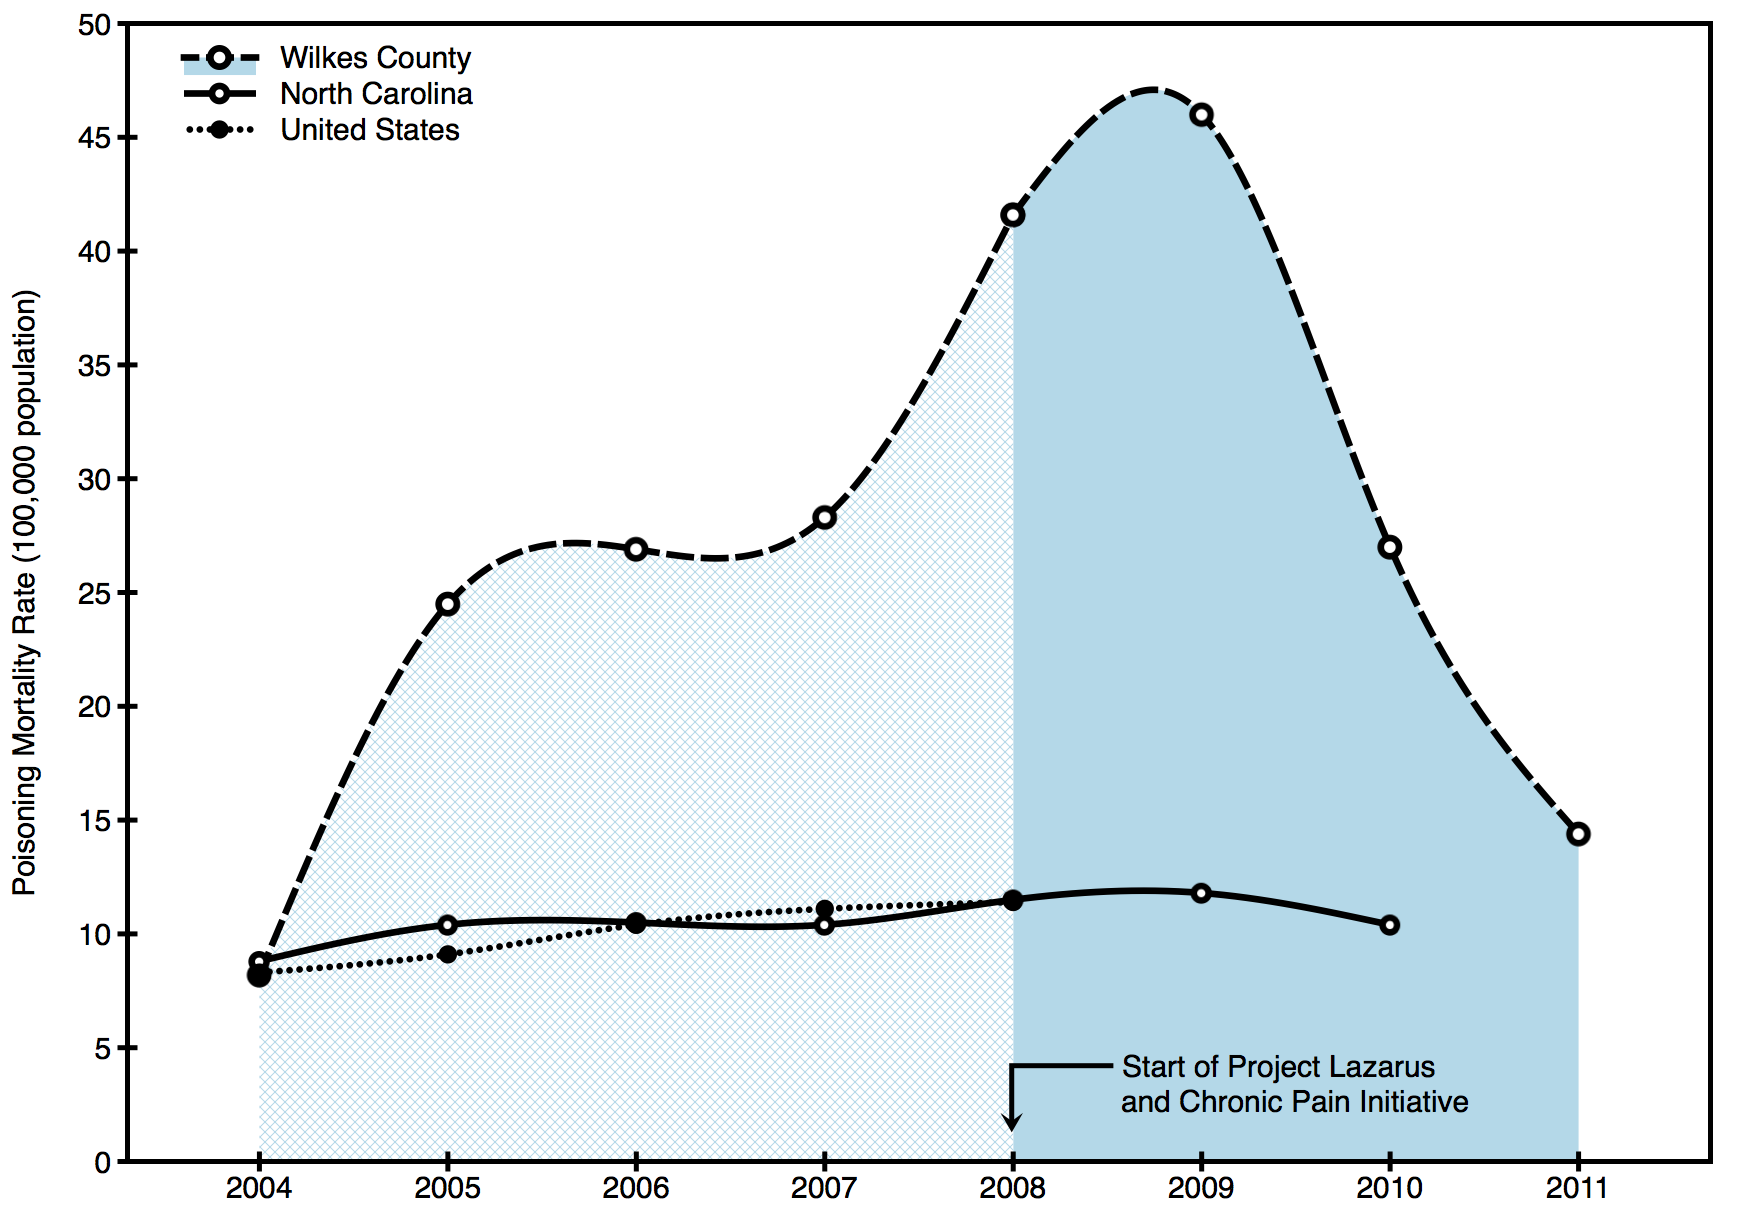 50
Wilkes County
North Carolina
United States
45
40
35
30
25
20
15
10
5
0
Poisoning Mortality Rate (100,000 population)
Start of Project Lazarus
and Chronic Pain Initiative
2004 2005 2006 2007 2008 2009 2010 2011